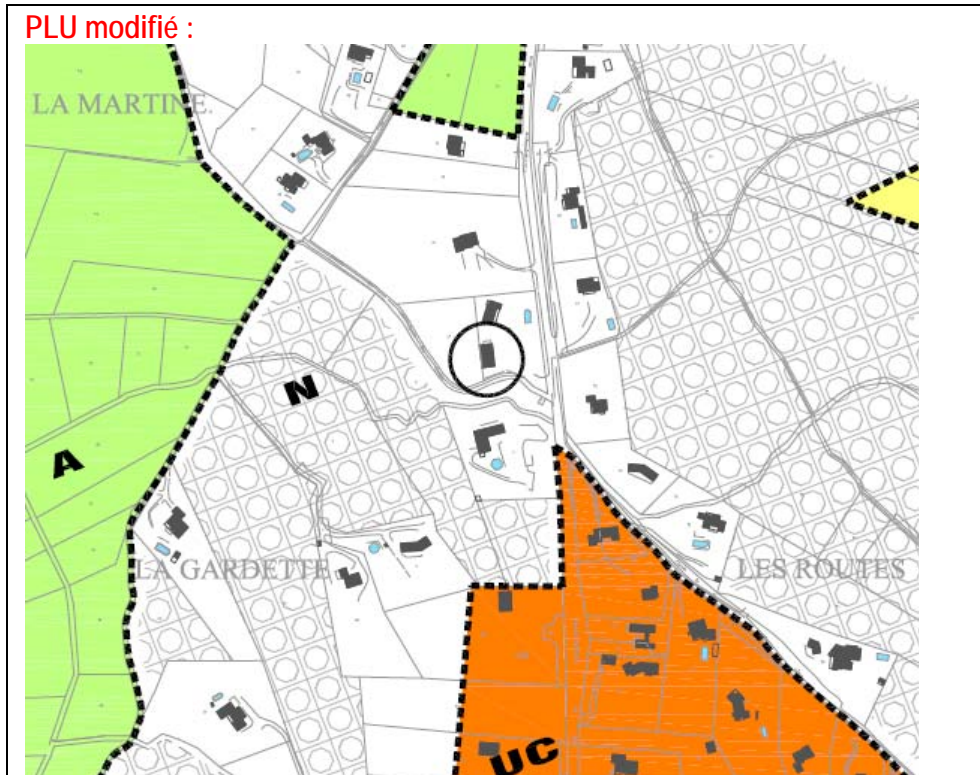 PLU modifié :
LA MARTINE.
N
A
LA GARDETTE
LES ROUTES
UC